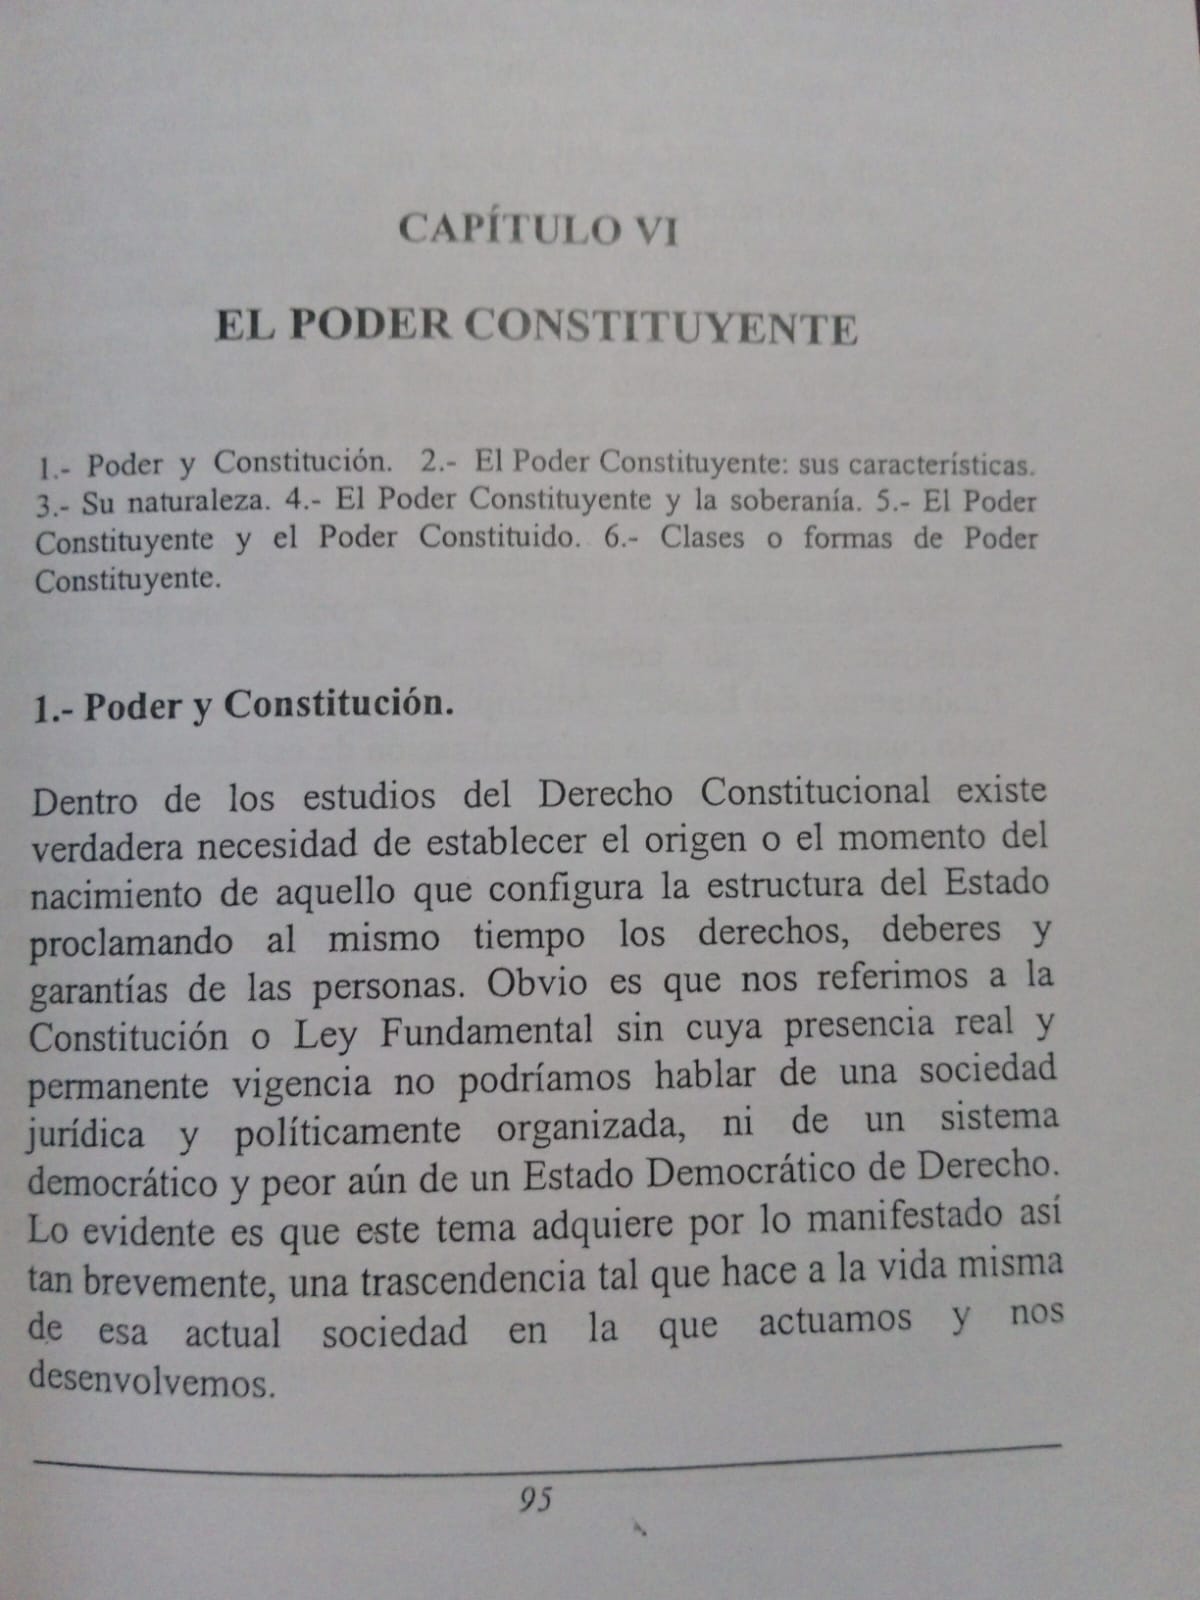 CAPÍTULO VI
EL PODER CONSTITUYENTE
1.- Poder y Constitución. 2.- El Poder Constituyente: sus características.
3.- Su naturaleza. 4.- El Poder Constituyente y la soberanía. 5.- El Poder
Constituyente y el Poder Constituido. 6.- Clases o formas de Poder
Constituyente.
1.- Poder y Constitución.
Dentro de los estudios del Derecho Constitucional existe
verdadera necesidad de establecer el origen o el momento del
nacimiento de aquello que configura la estructura del Estado
proclamando al mismo tiempo los derechos, deberes y
garantías de las personas. Obvio es que nos referimos a la
Constitución o Ley Fundamental sin cuya presencia real y
permanente vigencia no podríamos hablar de una sociedad
jurídica y políticamente organizada, ni de un sistema
democrático y peor aún de un Estado Democrático de Derecho.
Lo evidente es que este tema adquiere por lo manifestado así
tan brevemente, una trascendencia tal que hace a la vida misma
de esa actual sociedad en la que actuamos y nos
desenvolvemos.
95